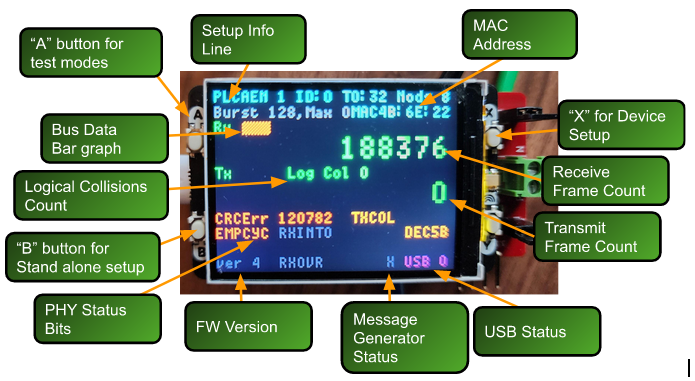 Setup Info
Line
MAC
Address
“A” button for
test modes
PLCAEN 1 ID:0 TO:32 Node 8
Burst 128,Max 0MAC4B:6E:22
A
X
“X” for Device
Setup
Bus Data
Bar graph
Rx
188376
Receive
Frame Count
Logical Collisions
Count
Tx
Log Col 0
0
CRCErr 120782 THCOL
EMPCYC RXINTO DEC5B
Transmit
Frame Count
“B” button for
Stand alone setup
B
ver 4 RXOVR X USB 0
PHY Status
Bits
FW Version
Message
Generator
Status
USB Status